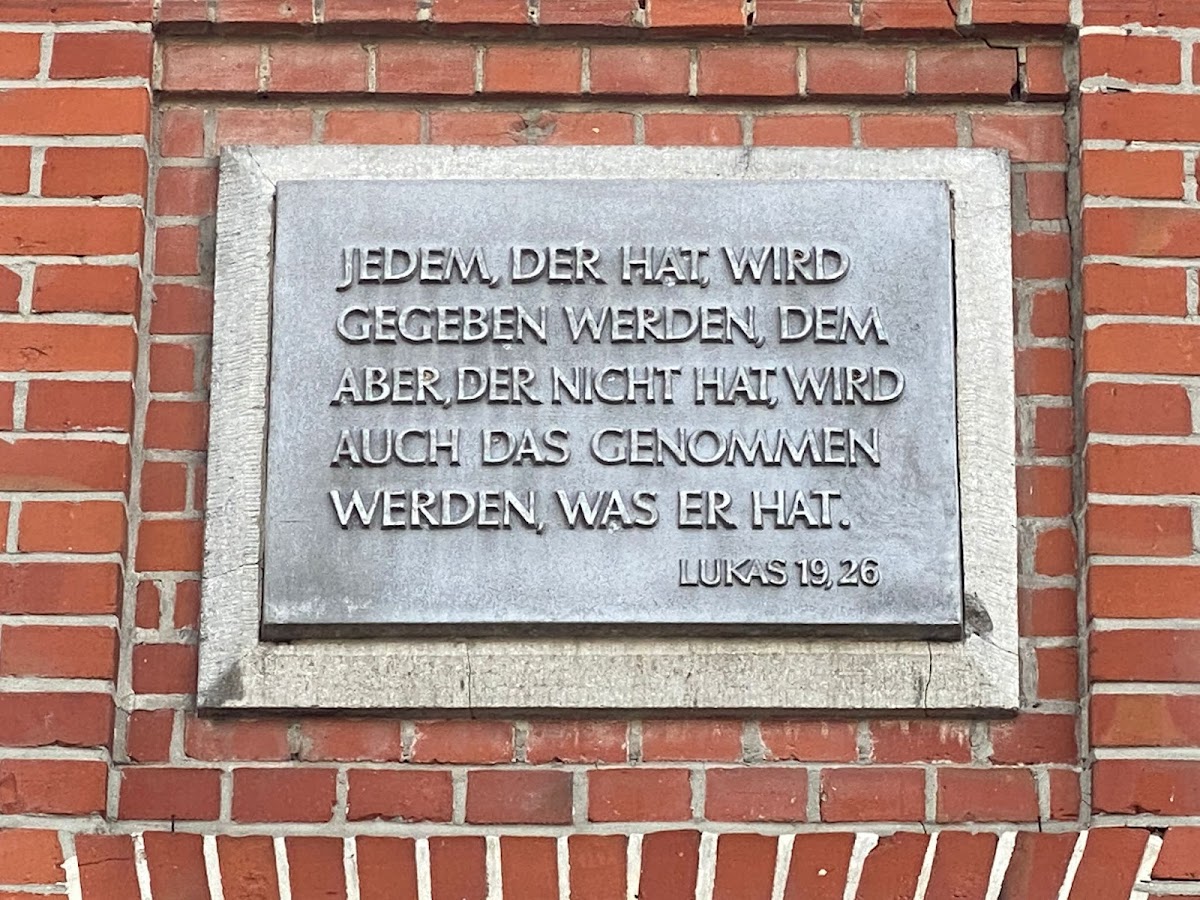 JEDEM, DER HAT, WIRD
GEGEBEN WERDEN, DEM
ABER, DER NICHT HAT, WIRD
AUCH DAS GENOMMEN
WERDEN, WAS ER HAT.
LUKAS 19, 26